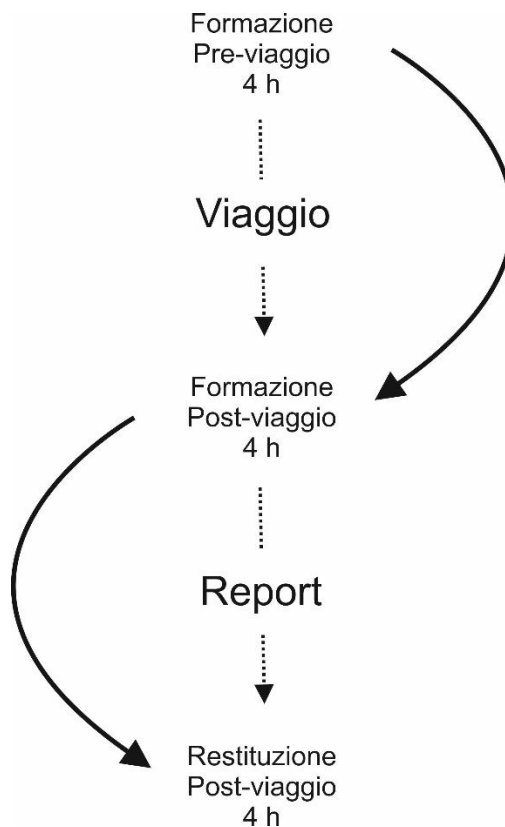 Formazione
Pre-viaggio
4 h
Viaggio
Formazione
Post-viaggio
4 h
Report
Restituzione
Post-viaggio
4 h